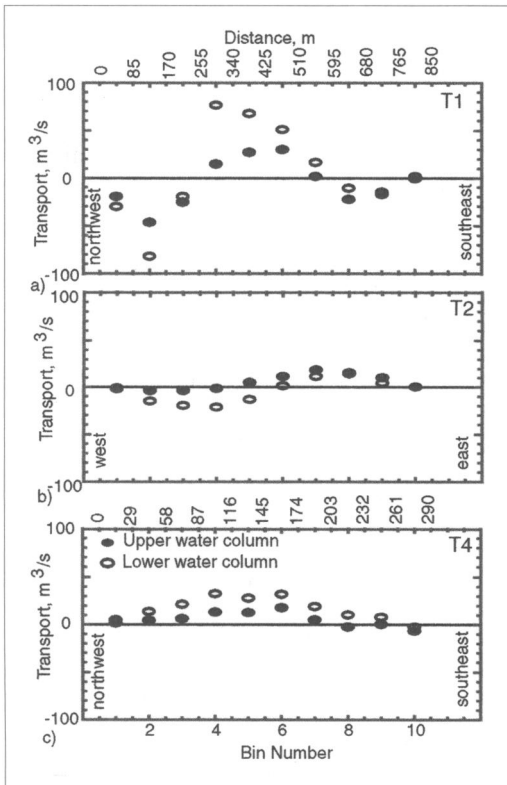 Distance, m
0 85 170 255 340 425 510 595 680 765 850
100
T1
Transport, m³/s
0
northwest
southeast
-100
a)
100
T2
Transport, m³/s
0
west
east
-100
b)
0 29 58 87 116 145 174 203 232 261 290
100
T4
Upper water column
Lower water column
Transport, m³/s
0
northwest
southeast
-100
c)
2 4 6 8 10
Bin Number